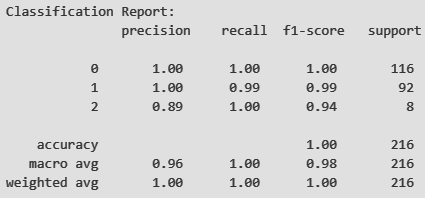 Classification Report:
precision recall f1-score support
0 1.00 1.00 1.00 116
1 1.00 0.99 0.99 92
2 0.89 1.00 0.94 8
accuracy 1.00 216
macro avg 0.96 1.00 0.98 216
weighted avg 1.00 1.00 1.00 216